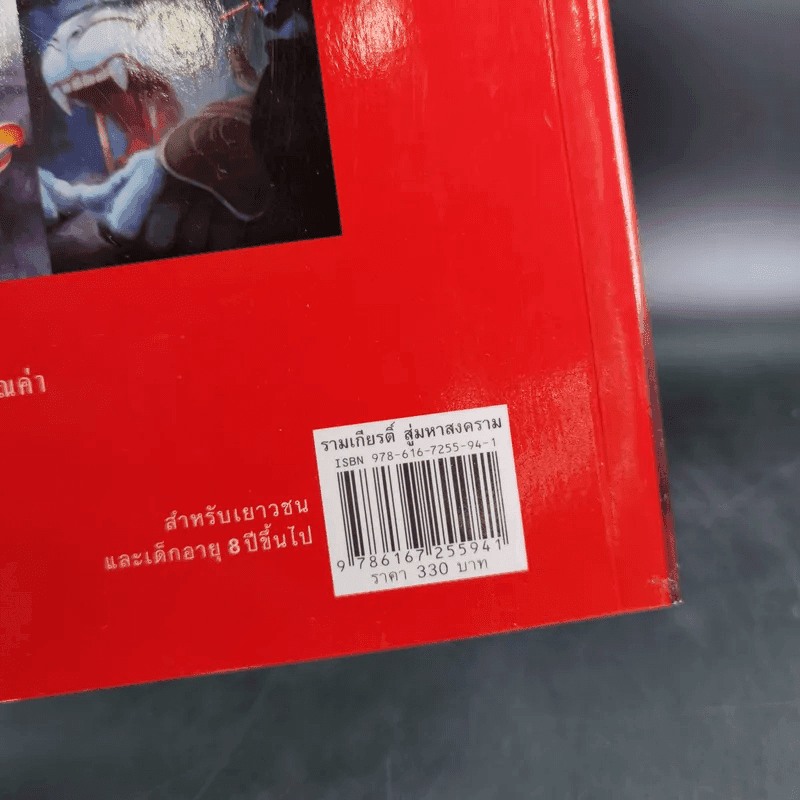 ณค่า
รามเกียรติ์ สู่มหาสงคราม
ISBN 978-616-7255-94-1
สำหรับเยาวชน
และเด็กอายุ 8 ปีขึ้นไป
9 786167 255941
ราคา 330 บาท